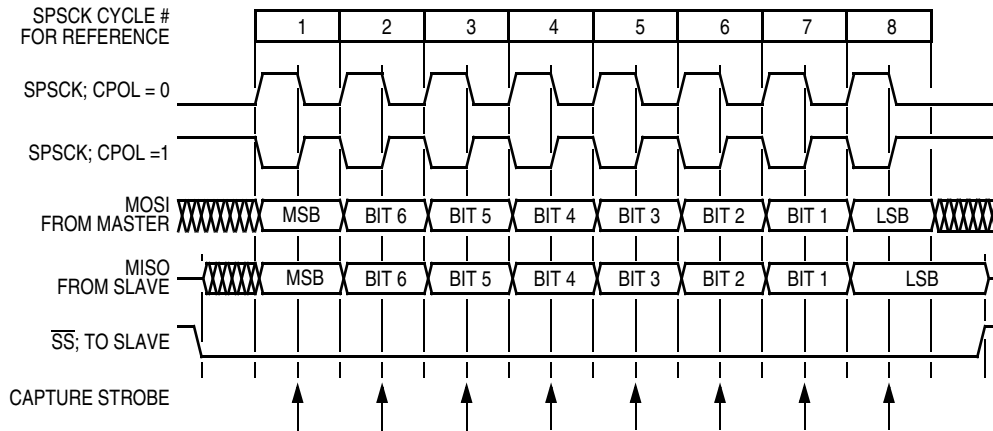 SPSCK CYCLE #
FOR REFERENCE
1 2 3 4 5 6 7 8
SPSCK; CPOL = 0
SPSCK; CPOL =1
MOSI
FROM MASTER
MSB BIT 6 BIT 5 BIT 4 BIT 3 BIT 2 BIT 1 LSB
MISO
FROM SLAVE
MSB BIT 6 BIT 5 BIT 4 BIT 3 BIT 2 BIT 1 LSB
S̅S̅; TO SLAVE
CAPTURE STROBE